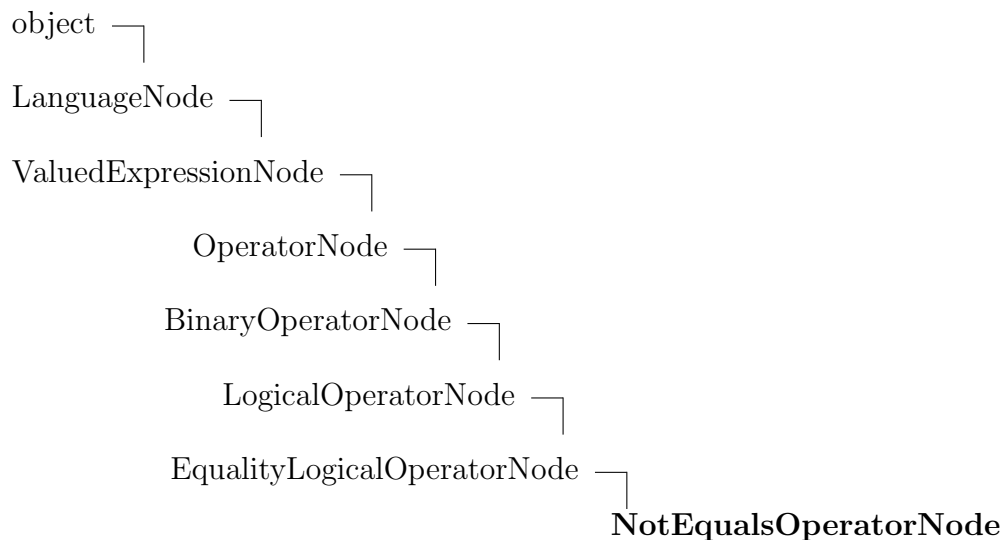 object
LanguageNode
ValuedExpressionNode
OperatorNode
BinaryOperatorNode
LogicalOperatorNode
EqualityLogicalOperatorNode
NotEqualsOperatorNode